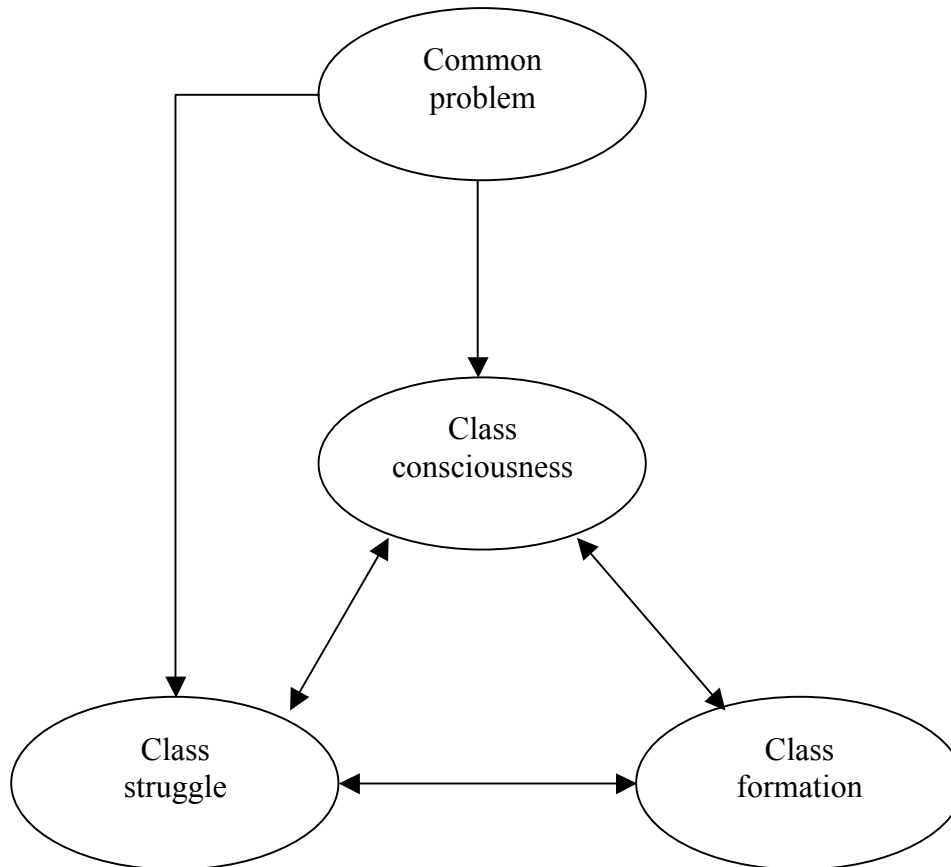 Common
problem
Class
consciousness
Class
struggle
Class
formation